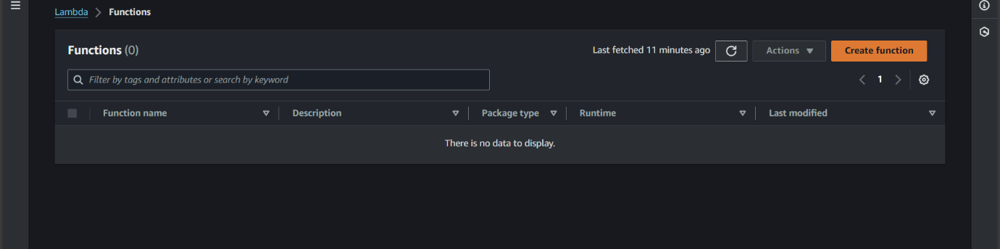 Lambda Functions
Functions (0)
Last fetched 11 minutes ago Actions Create function
Filter by tags and attributes or search by keyword
1
Function name Description Package type Runtime Last modified
There is no data to display.